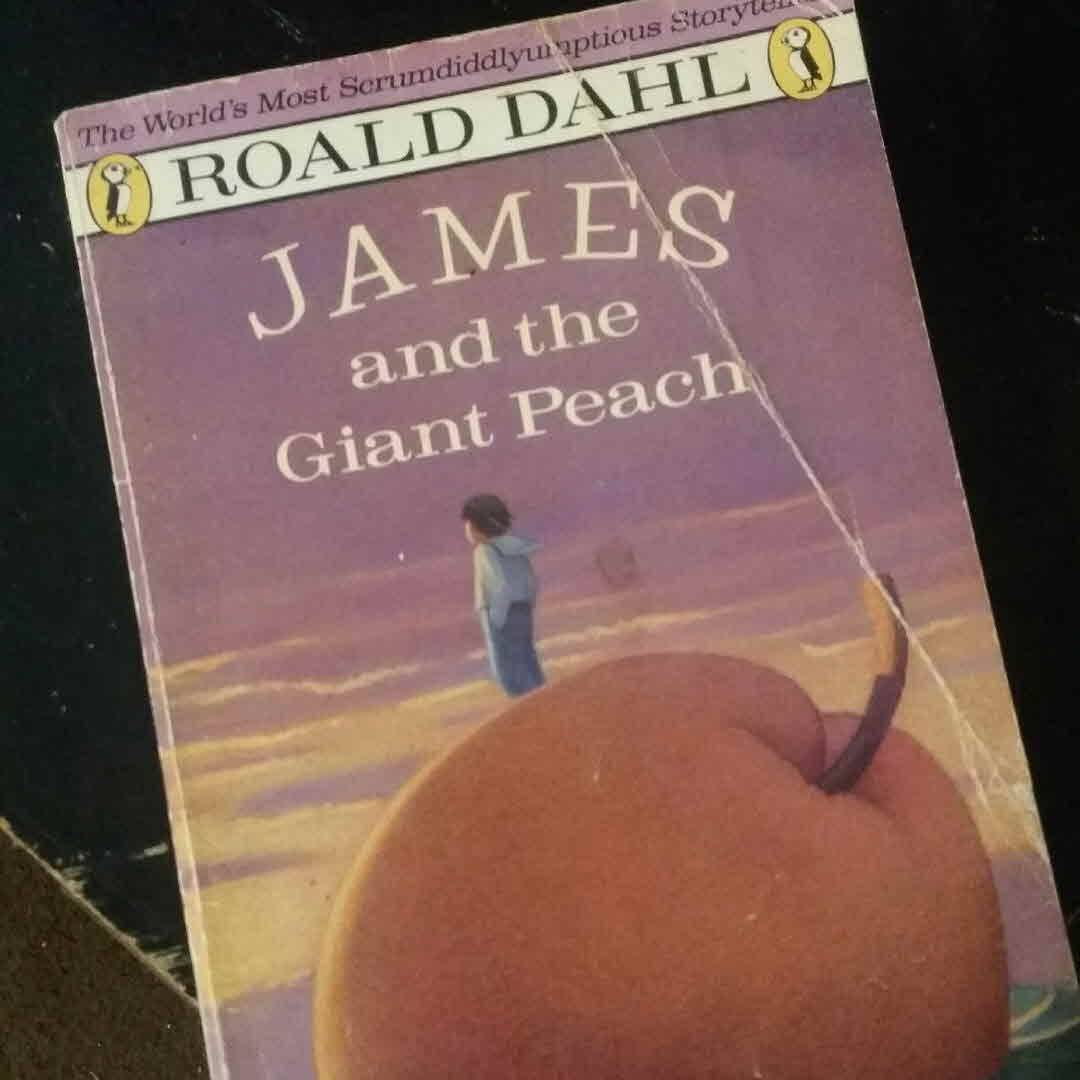 The World's Most Scrumdiddlyumptious
ROALD DAHL
JAMES
and the
Giant Peach